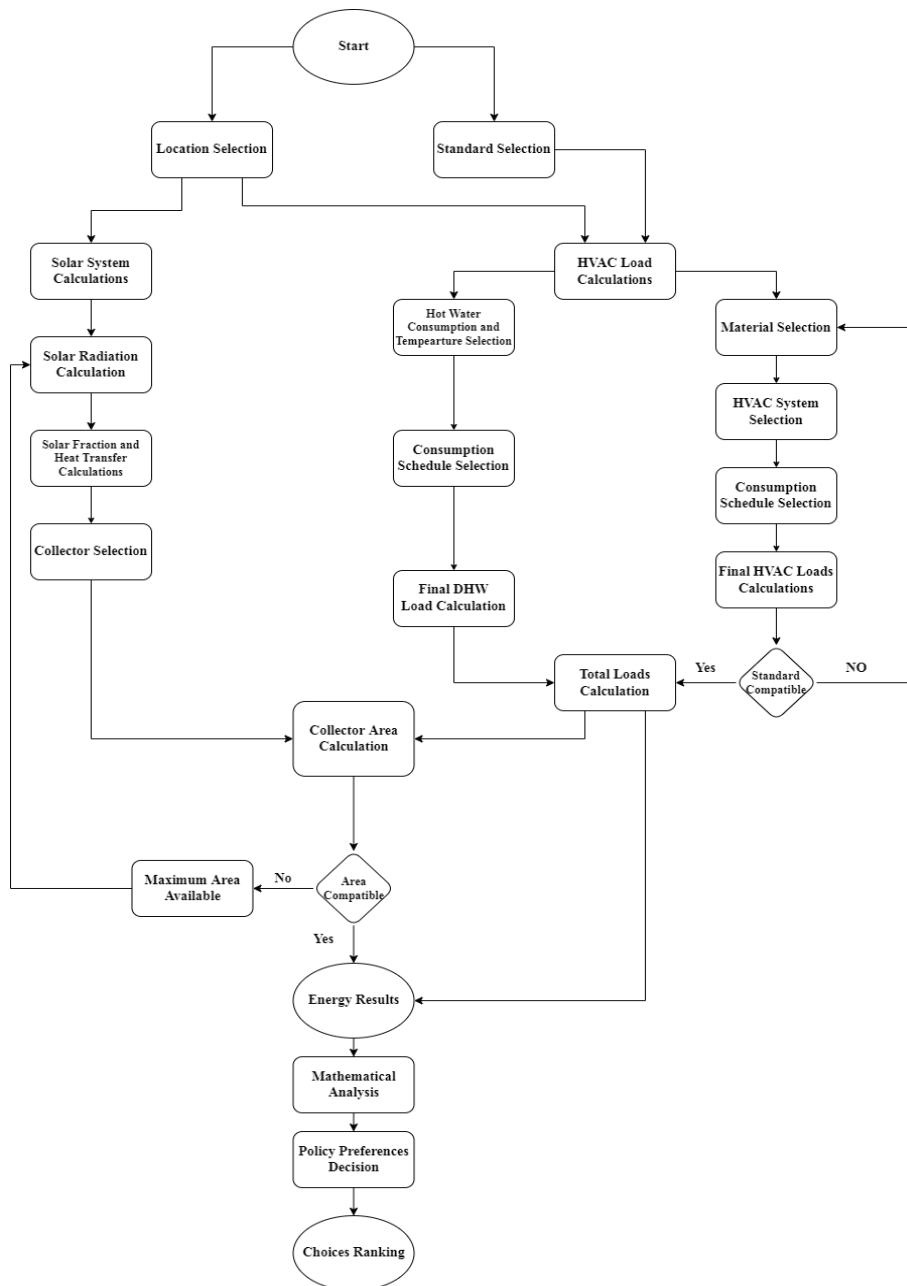 Start
Location Selection
Standard Selection
Solar System
Calculations
HVAC Load
Calculations
Hot Water
Consumption and
Tempearture Selection
Material Selection
Solar Radiation
Calculation
HVAC System
Selection
Solar Fraction and
Heat Transfer
Calculations
Consumption
Schedule Selection
Consumption
Schedule Selection
Collector Selection
Final DHW
Load Calculation
Final HVAC Loads
Calculations
Total Loads
Calculation
Yes
Standard
Compatible
NO
Collector Area
Calculation
Maximum Area
Available
No
Area
Compatible
Yes
Energy Results
Mathematical
Analysis
Policy Preferences
Decision
Choices Ranking